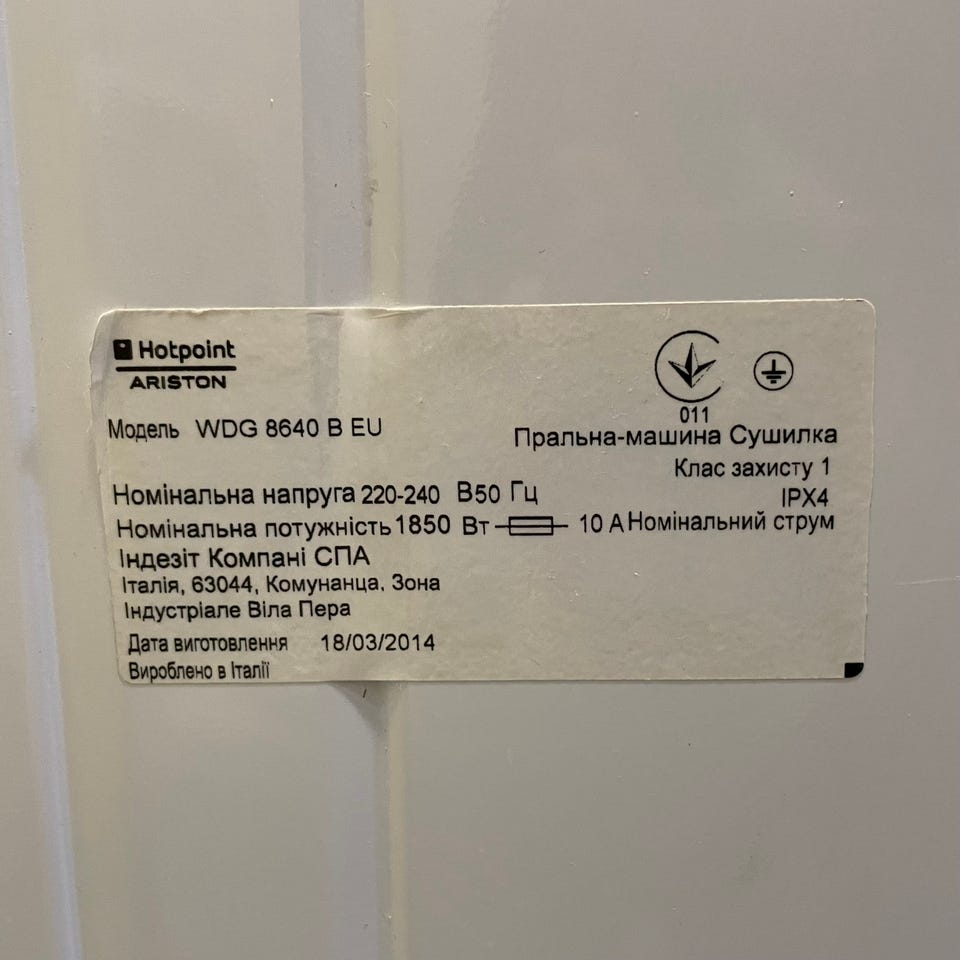 Hotpoint
ARISTON
011
Модель WDG 8640 B EU
Пральна-машина Сушилка
Клас захисту 1
Номінальна напруга 220-240 В50 Гц
IPX4
Номінальна потужність 1850 Вт 10 А Номінальний струм
Індезіт Компані СПА
Італія, 63044, Комунанца. Зона
Індустріале Віла Пера
Дата виготовлення 18/03/2014
Вироблено в Італії